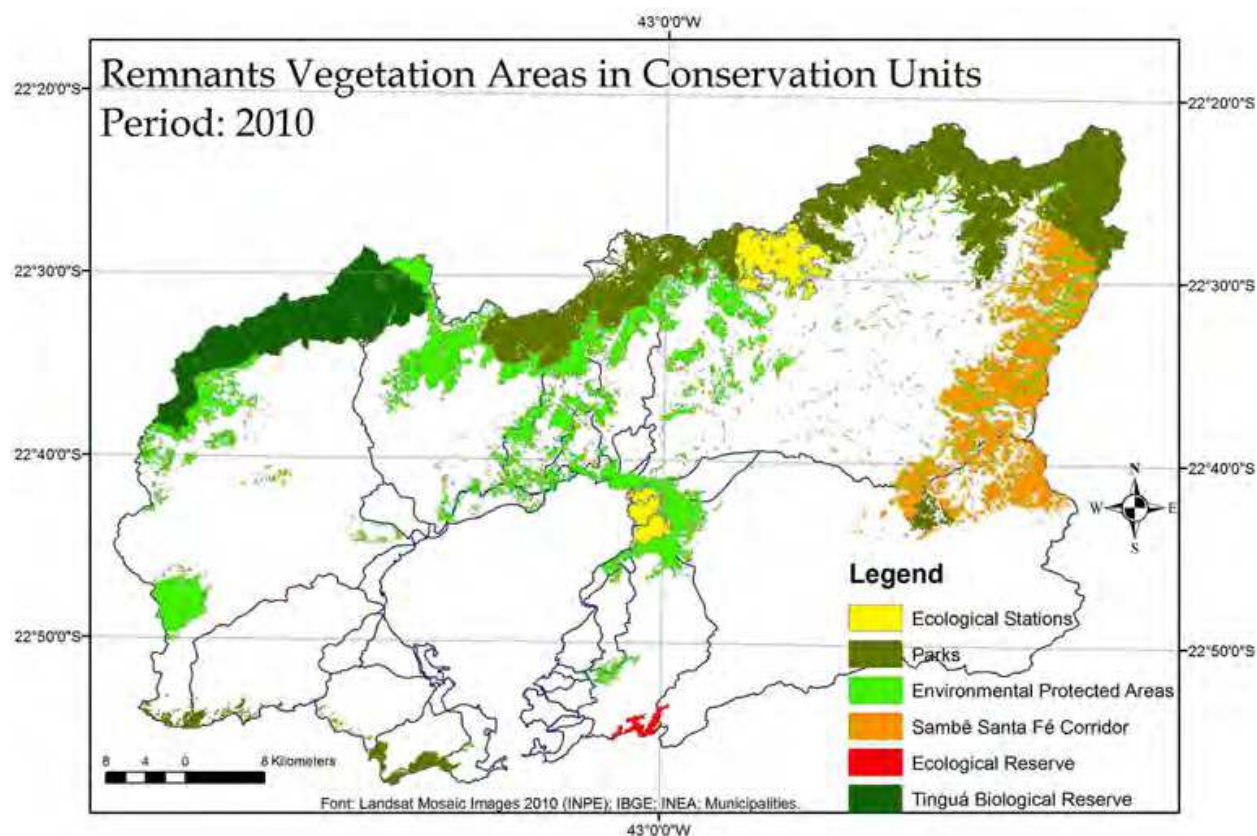 43°0'0"W
Remnants Vegetation Areas in Conservation Units
Period: 2010
22°20'0"S
22°20'0"S
22°30'0"S
22°30'0"S
22°40'0"S
22°40'0"S
N
W
E
S
Legend
Ecological Stations
22°50'0"S
22°50'0"S
Parks
Environmental Protected Areas
Sambê Santa Fé Corridor
Ecological Reserve
Tinguá Biological Reserve
8 4 0 8 Kilometers
Font: Landsat Mosaic Images 2010 (INPE); IBGE; INEA; Municipalities.
43°0'0"W